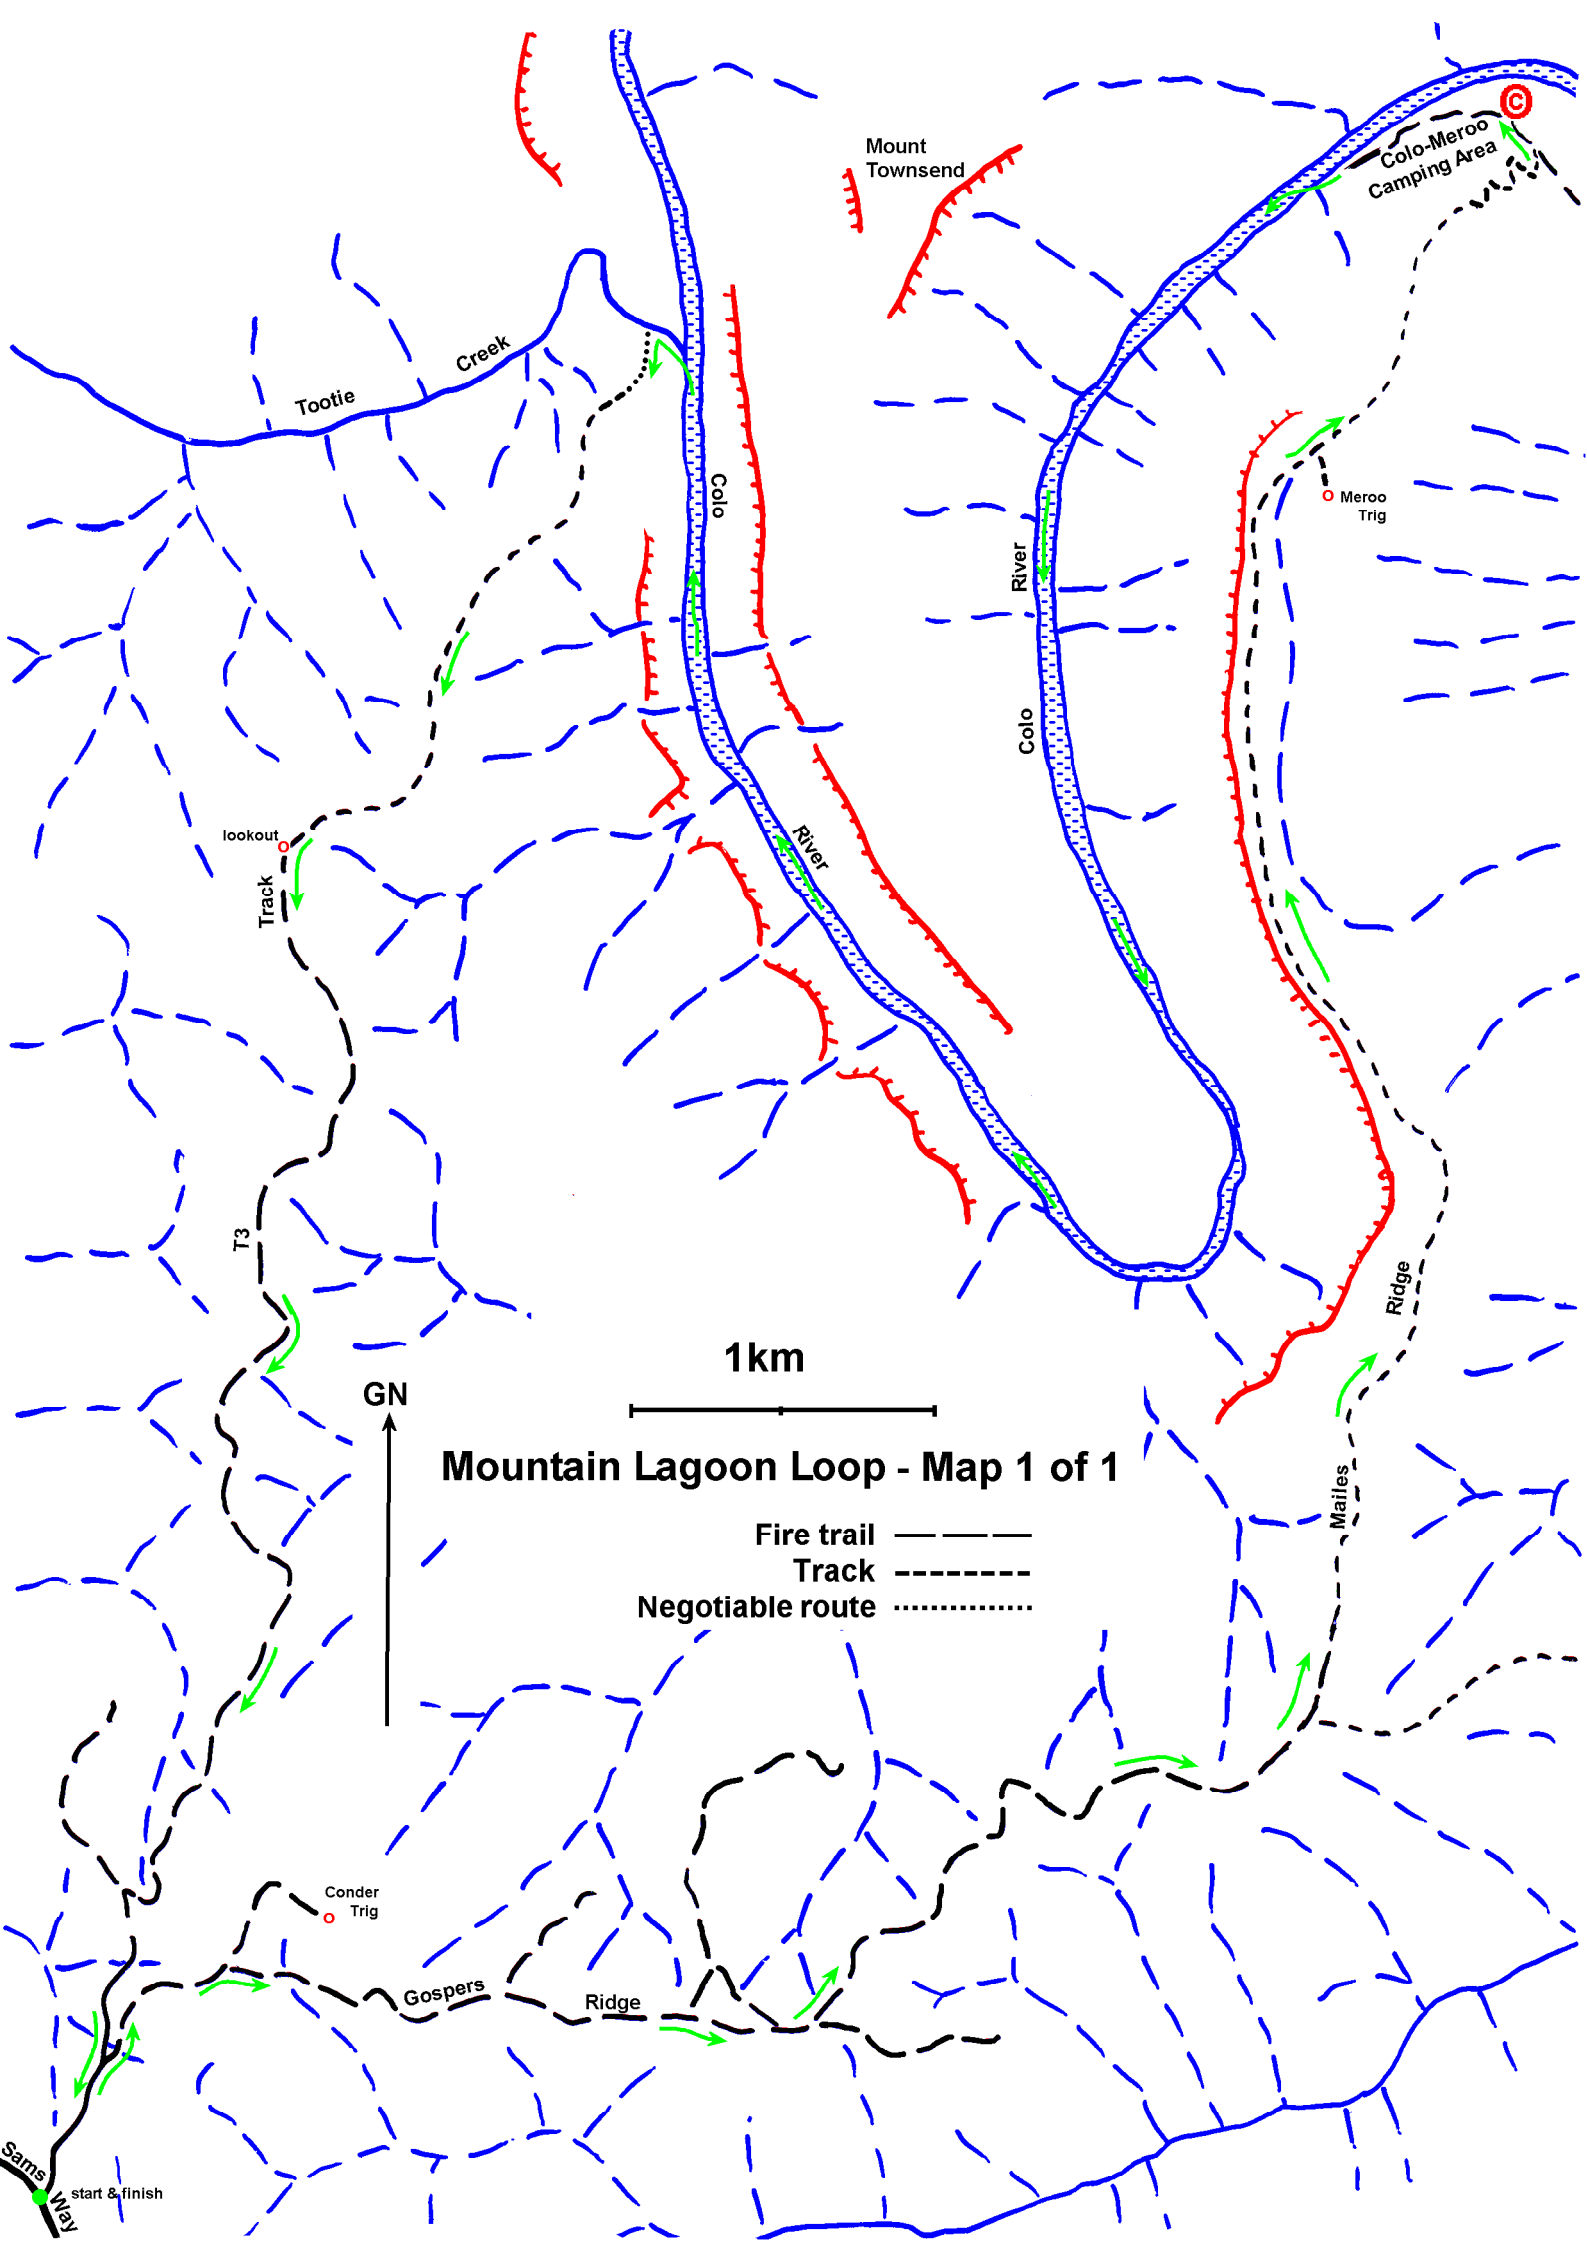 C
Mount
Townsend
Colo-Meroo
Camping Area
Creek
Tootie
Colo
Meroo
Trig
River
Colo
lookout
River
Track
T3
Ridge
1km
GN
Mountain Lagoon Loop - Map 1 of 1
Mailes
Fire trail
Track
Negotiable route
Conder
Trig
Gospers
Ridge
Sams
Way
start & finish